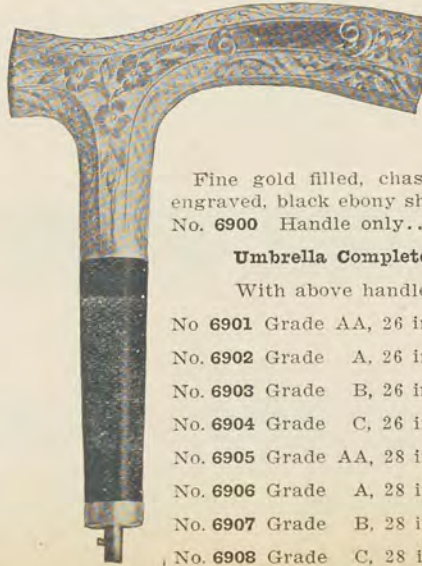 Fine gold filled, chas
engraved, black ebony sh
No. 6900 Handle only..
Umbrella Complete
With above handle
No 6901 Grade AA, 26 i
No. 6902 Grade A, 26 i
No. 6903 Grade B, 26 i
No. 6904 Grade C, 26 i
No. 6905 Grade AA, 28 i
No. 6906 Grade A, 28 i
No. 6907 Grade B, 28 i
No. 6908 Grade C, 28 i